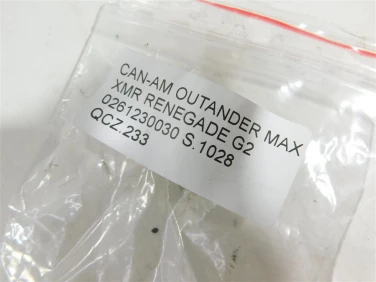 CAN-AM OUTANDER MAX
XMR RENEGADE G2
0261230030 S.1028
QCZ.233